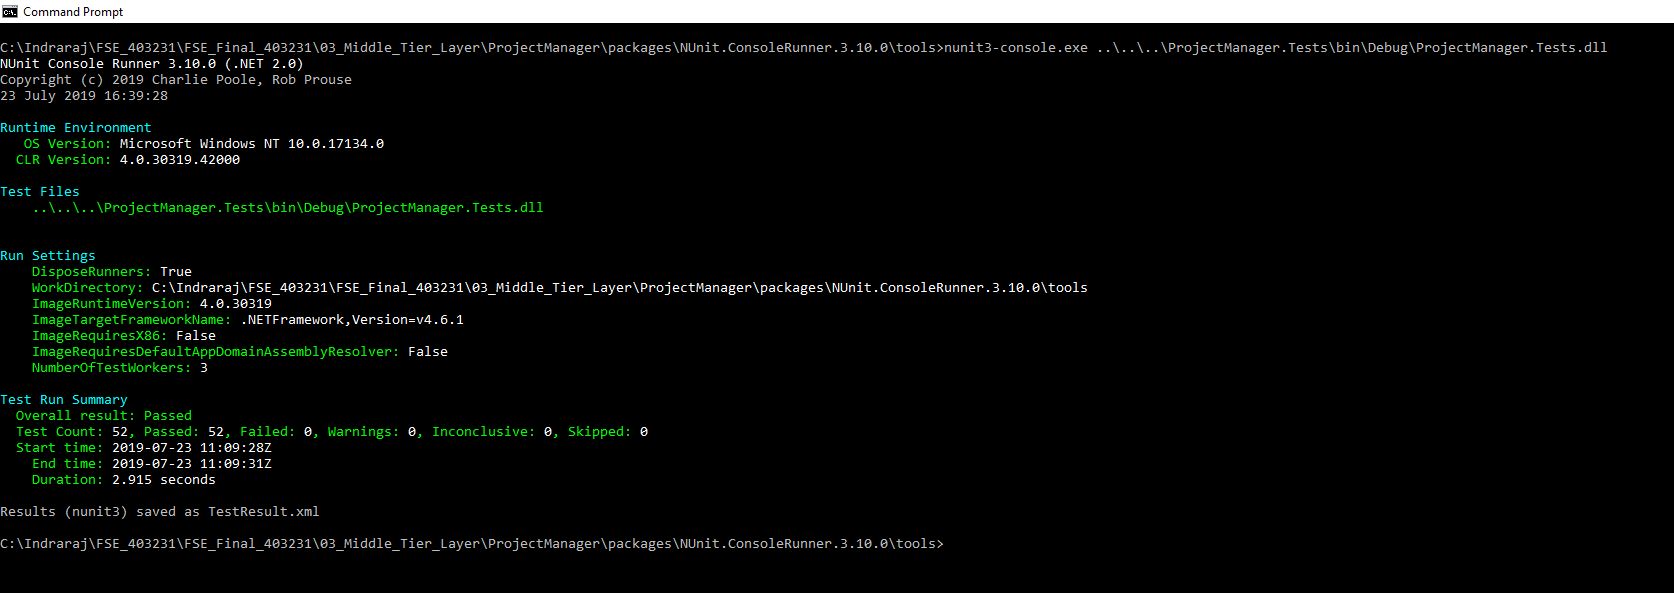 Command Prompt
C:\Indraraj\FSE_403231\FSE_Final_403231\03_Middle_Tier_Layer\ProjectManager\packages\NUnit.ConsoleRunner.3.10.0\tools>nunit3-console.exe ..\..\..\ProjectManager.Tests\bin\Debug\ProjectManager.Tests.dll
NUnit Console Runner 3.10.0 (.NET 2.0)
Copyright (c) 2019 Charlie Poole, Rob Prouse
23 July 2019 16:39:28
Runtime Environment
OS Version: Microsoft Windows NT 10.0.17134.0
CLR Version: 4.0.30319.42000
Test Files
..\..\..\ProjectManager.Tests\bin\Debug\ProjectManager.Tests.dll
Run Settings
DisposeRunners: True
WorkDirectory: C:\Indraraj\FSE_403231\FSE_Final_403231\03_Middle_Tier_Layer\ProjectManager\packages\NUnit.ConsoleRunner.3.10.0\tools
ImageRuntimeVersion: 4.0.30319
ImageTargetFrameworkName: .NETFramework,Version=v4.6.1
ImageRequiresX86: False
ImageRequiresDefaultAppDomainAssemblyResolver: False
NumberOfTestWorkers: 3
Test Run Summary
Overall result: Passed
Test Count: 52, Passed: 52, Failed: 0, Warnings: 0, Inconclusive: 0, Skipped: 0
Start time: 2019-07-23 11:09:28Z
End time: 2019-07-23 11:09:31Z
Duration: 2.915 seconds
Results (nunit3) saved as TestResult.xml
C:\Indraraj\FSE_403231\FSE_Final_403231\03_Middle_Tier_Layer\ProjectManager\packages\NUnit.ConsoleRunner.3.10.0\tools>